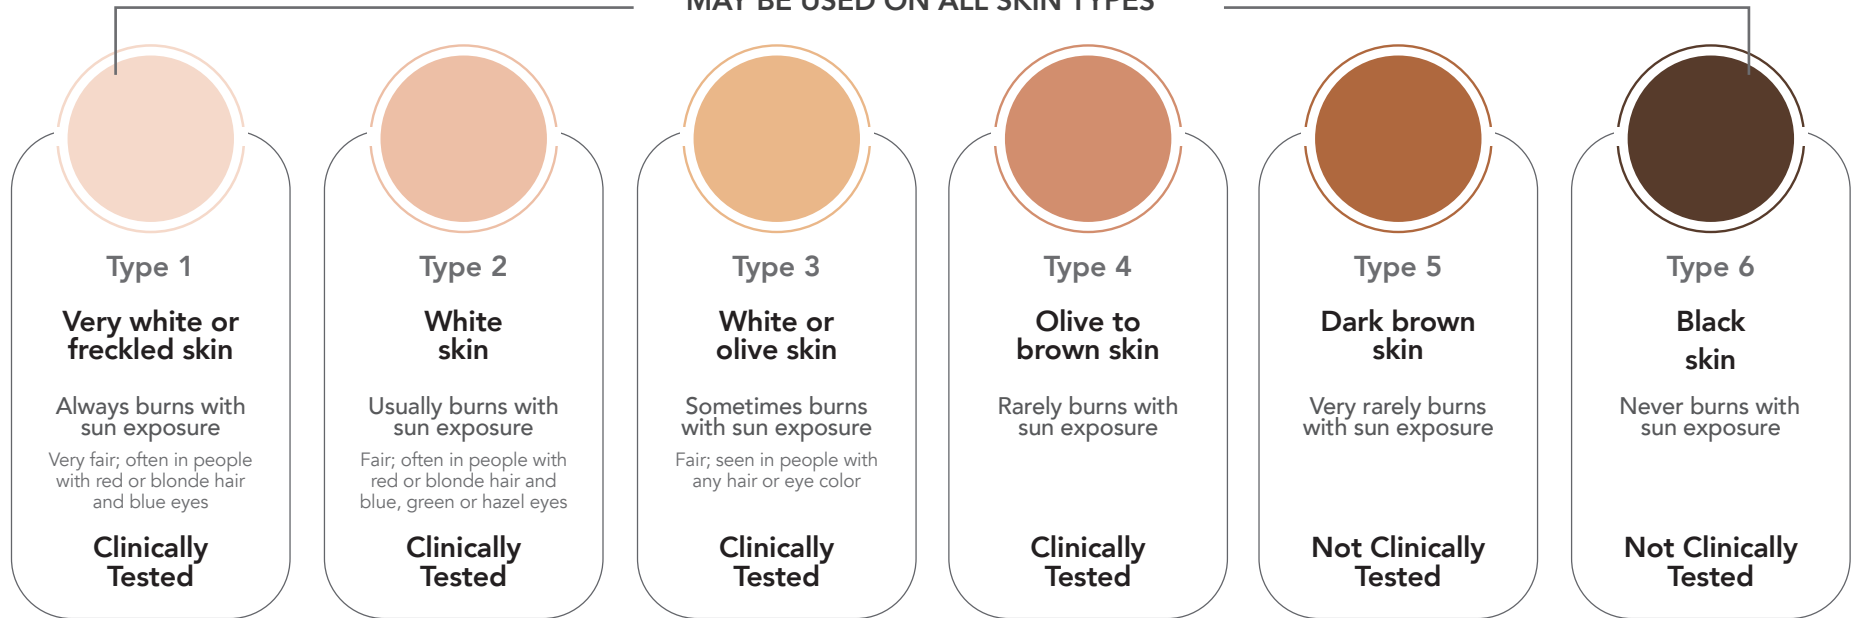 MAY BE USED ON ALL SKIN TYPES
Type 1
Very white or
freckled skin
Always burns with
sun exposure
Very fair; often in people
with red or blonde hair
and blue eyes
Clinically
Tested
Type 2
White
skin
Usually burns with
sun exposure
Fair; often in people with
red or blonde hair and
blue, green or hazel eyes
Clinically
Tested
Type 3
White or
olive skin
Sometimes burns
with sun exposure
Fair; seen in people with
any hair or eye color
Clinically
Tested
Type 4
Olive to
brown skin
Rarely burns with
sun exposure
Clinically
Tested
Type 5
Dark brown
skin
Very rarely burns
with sun exposure
Not Clinically
Tested
Type 6
Black
skin
Never burns with
sun exposure
Not Clinically
Tested